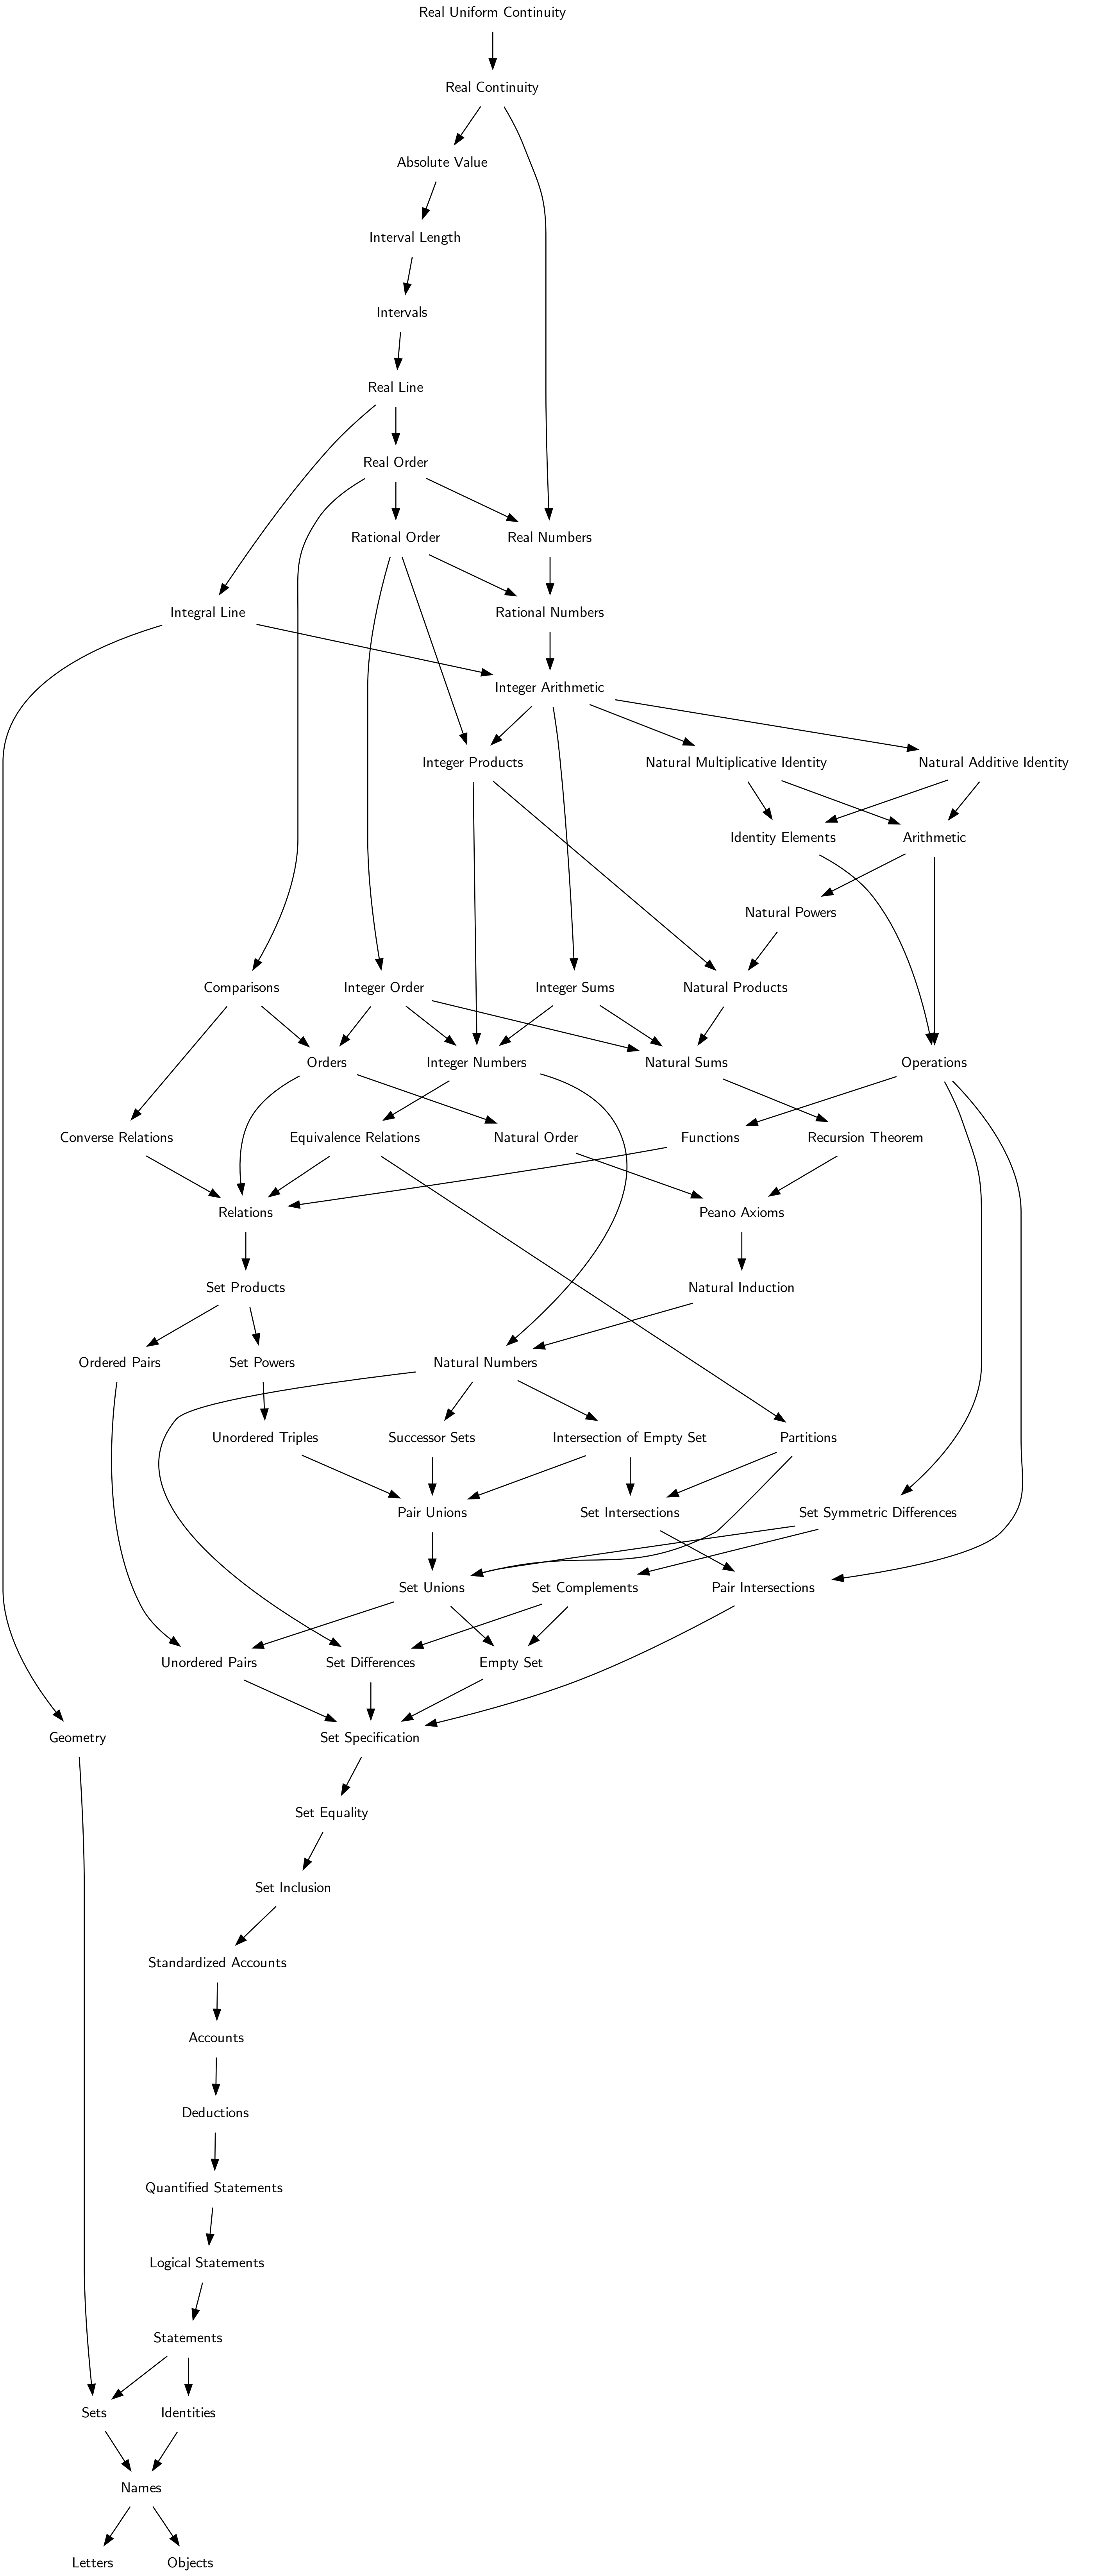 Real Uniform Continuity
Real Continuity
Absolute Value
Interval Length
Intervals
Real Line
Real Order
Rational Order
Real Numbers
Integral Line
Rational Numbers
Integer Arithmetic
Integer Products
Natural Multiplicative Identity
Natural Additive Identity
Identity Elements
Arithmetic
Natural Powers
Comparisons
Integer Order
Integer Sums
Natural Products
Orders
Integer Numbers
Natural Sums
Operations
Converse Relations
Equivalence Relations
Natural Order
Functions
Recursion Theorem
Relations
Peano Axioms
Set Products
Natural Induction
Ordered Pairs
Set Powers
Natural Numbers
Unordered Triples
Successor Sets
Intersection of Empty Set
Partitions
Pair Unions
Set Intersections
Set Symmetric Differences
Set Unions
Set Complements
Pair Intersections
Unordered Pairs
Set Differences
Empty Set
Geometry
Set Specification
Set Equality
Set Inclusion
Standardized Accounts
Accounts
Deductions
Quantified Statements
Logical Statements
Statements
Sets
Identities
Names
Letters
Objects